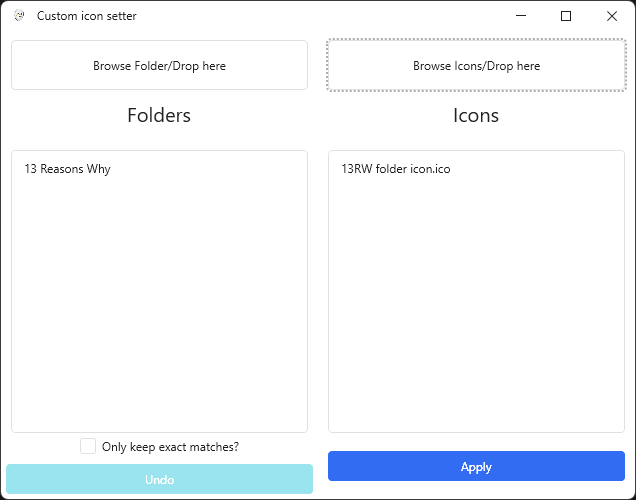 Custom icon setter
Browse Folder/Drop here
Browse Icons/Drop here
Folders
Icons
13 Reasons Why
13RW folder icon.ico
Only keep exact matches?
Undo
Apply